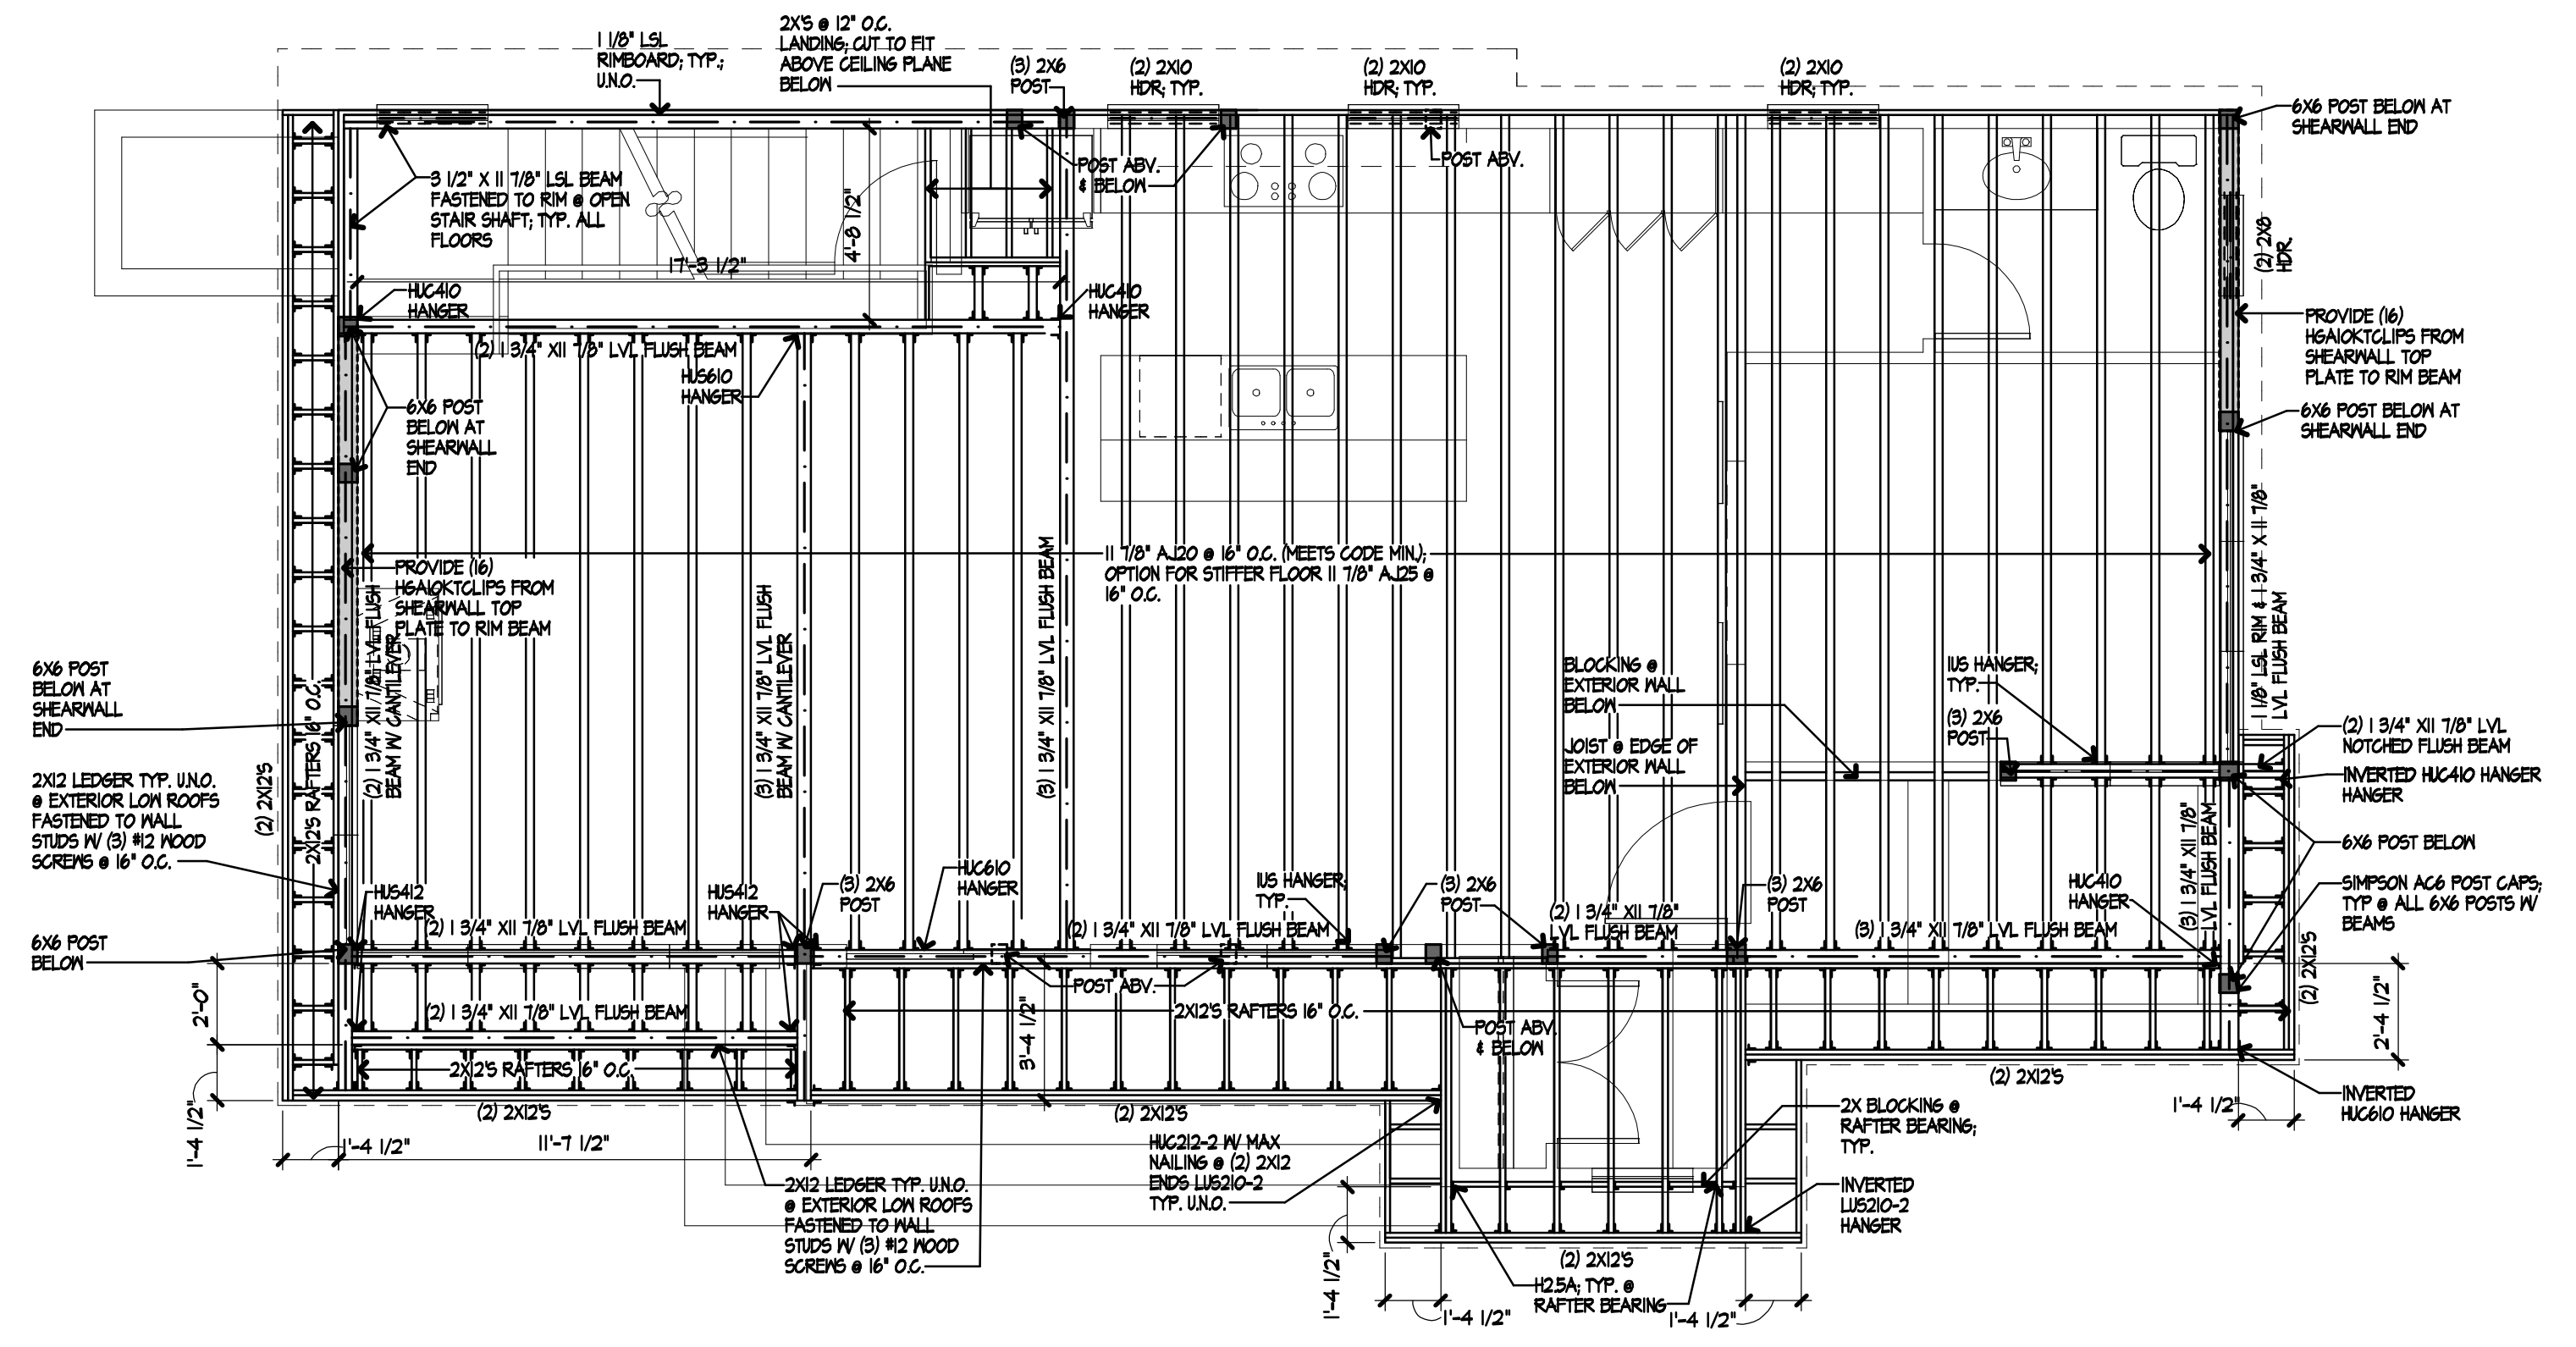 1 1/8" LSL
RIMBOARD; TYP.;
U.N.O.
2X'S @ 12" O.C.
LANDING; CUT TO FIT
ABOVE CEILING PLANE
BELOW
(3) 2X6
POST
(2) 2X10
HDR; TYP.
(2) 2X10
HDR; TYP.
(2) 2X10
HDR; TYP.
6X6 POST BELOW AT
SHEARWALL END
POST ABV.
& BELOW
POST ABV.
3 1/2" X 11 7/8" LSL BEAM
FASTENED TO RIM @ OPEN
STAIR SHAFT; TYP. ALL
FLOORS
4'-8 1/2"
17'-3 1/2"
(2) 2X8
HDR.
HUC410
HANGER
HUC410
HANGER
PROVIDE (16)
HGA10KTCLIPS FROM
SHEARWALL TOP
PLATE TO RIM BEAM
(2) 1 3/4" X11 7/8" LVL FLUSH BEAM
HUS610
HANGER
6X6 POST
BELOW AT
SHEARWALL
END
6X6 POST BELOW AT
SHEARWALL END
11 7/8" AJ20 @ 16" O.C. (MEETS CODE MIN.);
OPTION FOR STIFFER FLOOR 11 7/8" AJ25 @
16" O.C.
PROVIDE (16)
HGA10KTCLIPS FROM
SHEARWALL TOP
PLATE TO RIM BEAM
(2) 1 3/4" X11 7/8" LVL FLUSH
BEAM W/ CANTILEVER
(3) 1 3/4" X11 7/8" LVL FLUSH
BEAM W/ CANTILEVER
(3) 1 3/4" X11 7/8" LVL FLUSH BEAM
1 1/8" LSL RIM & 1 3/4" X 11 7/8"
LVL FLUSH BEAM
6X6 POST
BELOW AT
SHEARWALL
END
BLOCKING @
EXTERIOR WALL
BELOW
IUS HANGER;
TYP.
(3) 2X6
POST
JOIST @ EDGE OF
EXTERIOR WALL
BELOW
(2) 1 3/4" X11 7/8" LVL
NOTCHED FLUSH BEAM
INVERTED HUC410 HANGER
HANGER
2X12 LEDGER TYP. U.N.O.
@ EXTERIOR LOW ROOFS
FASTENED TO WALL
STUDS W/ (3) #12 WOOD
SCREWS @ 16" O.C.
(2) 2X12'S
2X12'S RAFTERS 16" O.C.
(3) 1 3/4" X11 7/8"
LVL FLUSH BEAM
6X6 POST BELOW
SIMPSON AC6 POST CAPS;
TYP @ ALL 6X6 POSTS W/
BEAMS
HUS412
HANGER
HUS412
HANGER
(3) 2X6
POST
HUC610
HANGER
IUS HANGER;
TYP.
(3) 2X6
POST
(3) 2X6
POST
HUC410
HANGER
(2) 1 3/4" X11 7/8" LVL FLUSH BEAM
(2) 1 3/4" X11 7/8" LVL FLUSH BEAM
(2) 1 3/4" X11 7/8"
LVL FLUSH BEAM
(3) 1 3/4" X11 7/8" LVL FLUSH BEAM
6X6 POST
BELOW
(2) 2X12'S
POST ABV.
2'-0"
(2) 1 3/4" X11 7/8" LVL FLUSH BEAM
3'-4 1/2"
2X12'S RAFTERS 16" O.C.
POST ABV.
& BELOW
2'-4 1/2"
2X12'S RAFTERS 16" O.C.
(2) 2X12'S
1'-4 1/2"
(2) 2X12'S
(2) 2X12'S
1'-4 1/2"
INVERTED
HUC610 HANGER
1'-4 1/2"
11'-7 1/2"
HUC212-2 W/ MAX
NAILING @ (2) 2X12
ENDS LUS210-2
TYP. U.N.O.
2X BLOCKING @
RAFTER BEARING;
TYP.
2X12 LEDGER TYP. U.N.O.
@ EXTERIOR LOW ROOFS
FASTENED TO WALL
STUDS W/ (3) #12 WOOD
SCREWS @ 16" O.C.
INVERTED
LUS210-2
HANGER
1'-4 1/2"
(2) 2X12'S
H2.5A; TYP. @
RAFTER BEARING
1'-4 1/2"
1'-4 1/2"